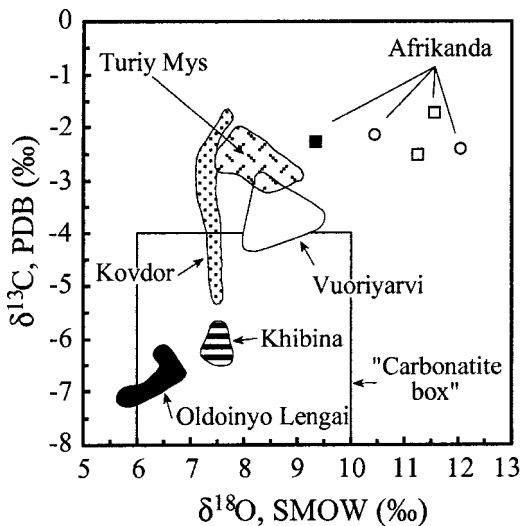 0
-1
-2
-3
-4
-5
-6
-7
-8
δ¹³C, PDB (‰)
Afrikanda
Turiy Mys
Kovdor
Vuoriyarvi
Khibina
"Carbonatite
box"
Oldoinyo Lengai
5 6 7 8 9 10 11 12 13
δ¹⁸O, SMOW (‰)